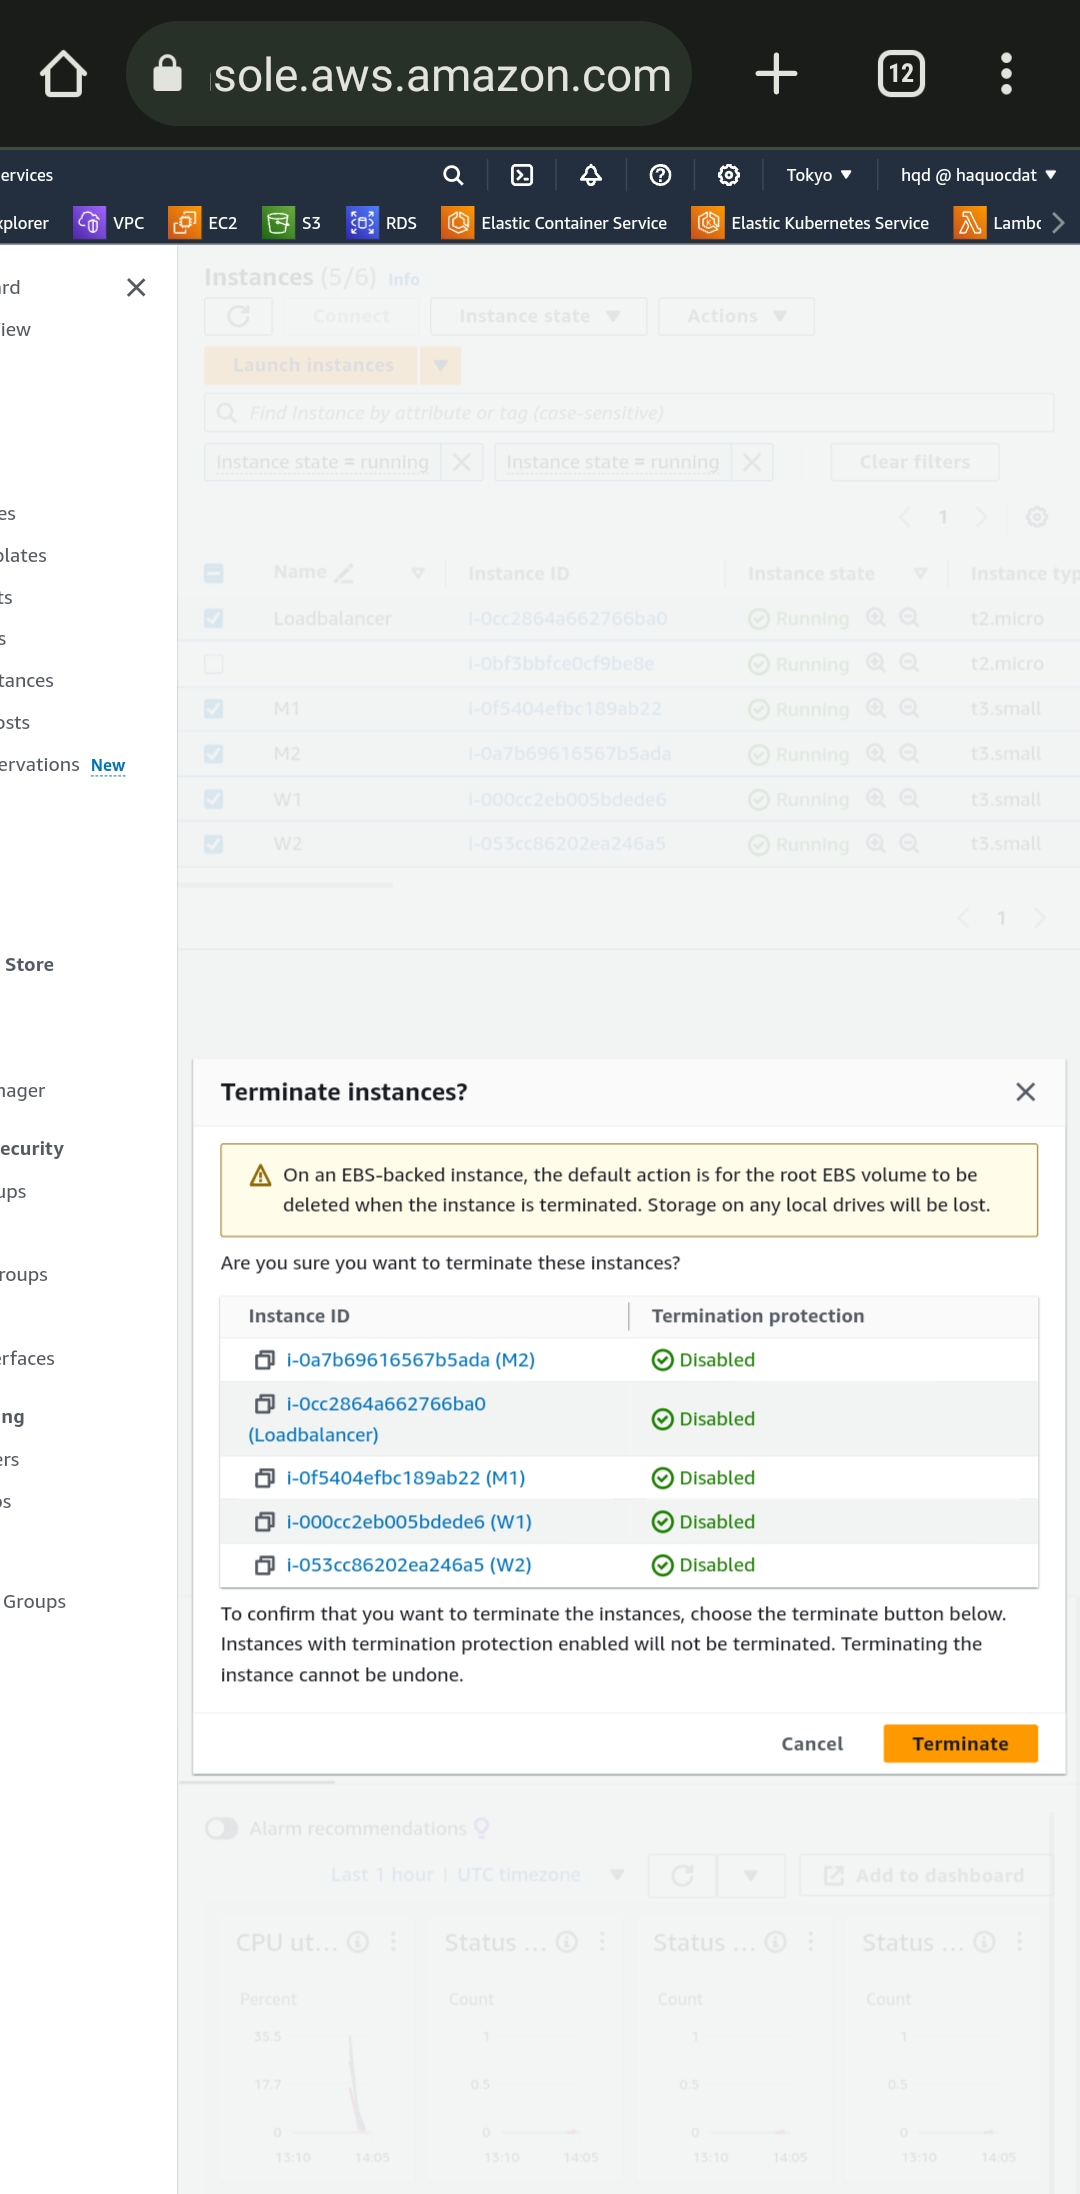 sole.aws.amazon.com
12
ervices
Tokyo ▼
hqd @ haquocdat ▼
xplorer
VPC
EC2
S3
RDS
Elastic Container Service
Elastic Kubernetes Service
Lambc
rd
iew
es
plates
ts
s
tances
osts
ervations New
Store
nager
ecurity
ups
roups
erfaces
ng
ers
os
Groups
Instances (5/6) Info
Connect
Instance state ▼
Actions ▼
Launch instances ▼
Find Instance by attribute or tag (case-sensitive)
Instance state = running
Instance state = running
Clear filters
1
Name
Instance ID
Instance state
Instance typ
Loadbalancer i-0cc2864a662766ba0 Running t2.micro
i-0bf3bbfce0cf9be8e Running t2.micro
M1 i-0f5404efbc189ab22 Running t3.small
M2 i-0a7b69616567b5ada Running t3.small
W1 i-000cc2eb005bdede6 Running t3.small
W2 i-053cc86202ea246a5 Running t3.small
1
Terminate instances?
On an EBS-backed instance, the default action is for the root EBS volume to be
deleted when the instance is terminated. Storage on any local drives will be lost.
Are you sure you want to terminate these instances?
Instance ID Termination protection
i-0a7b69616567b5ada (M2) Disabled
i-0cc2864a662766ba0
(Loadbalancer) Disabled
i-0f5404efbc189ab22 (M1) Disabled
i-000cc2eb005bdede6 (W1) Disabled
i-053cc86202ea246a5 (W2) Disabled
To confirm that you want to terminate the instances, choose the terminate button below.
Instances with termination protection enabled will not be terminated. Terminating the
instance cannot be undone.
Cancel
Terminate
Alarm recommendations
Last 1 hour | UTC timezone ▼
Add to dashboard
CPU ut...
Percent
35.5
17.7
0
13:10 14:05
Status ...
Count
1
0.5
0
13:10 14:05
Status ...
Count
1
0.5
0
13:10 14:05
Status ...
Count
1
0.5
0
13:10 14:05